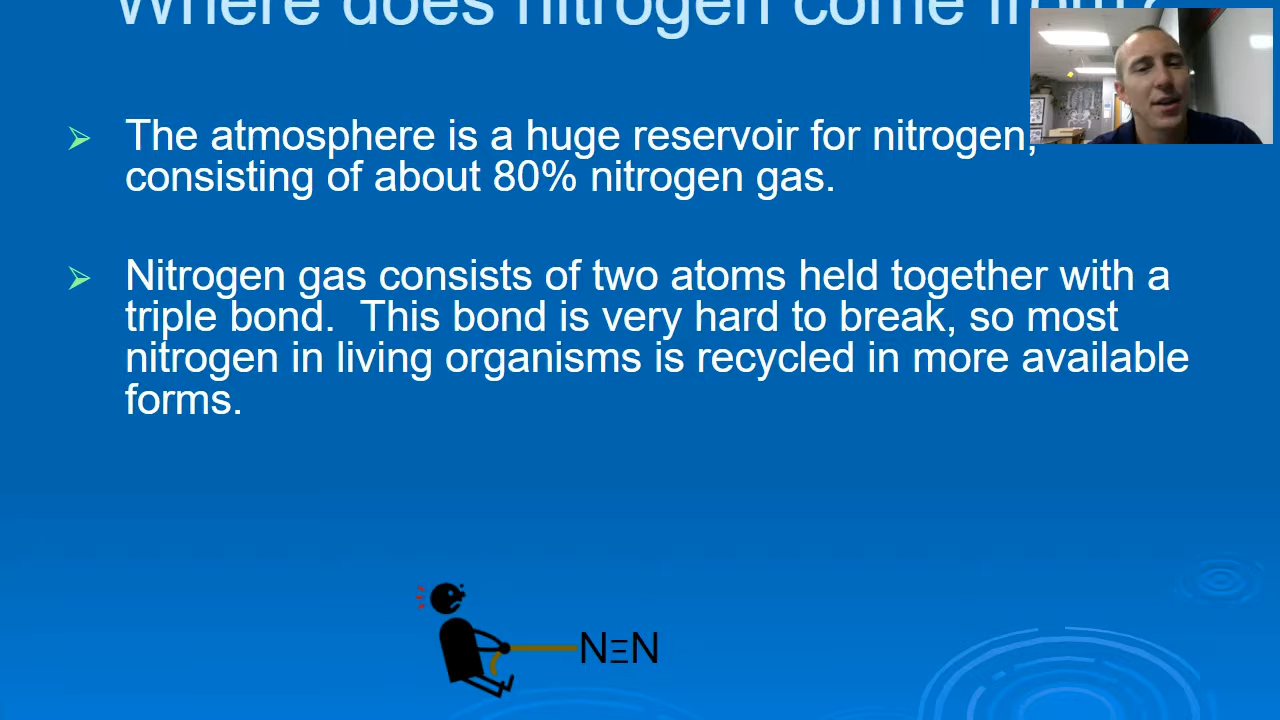 Where does nitrogen come from?
The atmosphere is a huge reservoir for nitrogen,
consisting of about 80% nitrogen gas.
Nitrogen gas consists of two atoms held together with a
triple bond. This bond is very hard to break, so most
nitrogen in living organisms is recycled in more available
forms.
N≡N